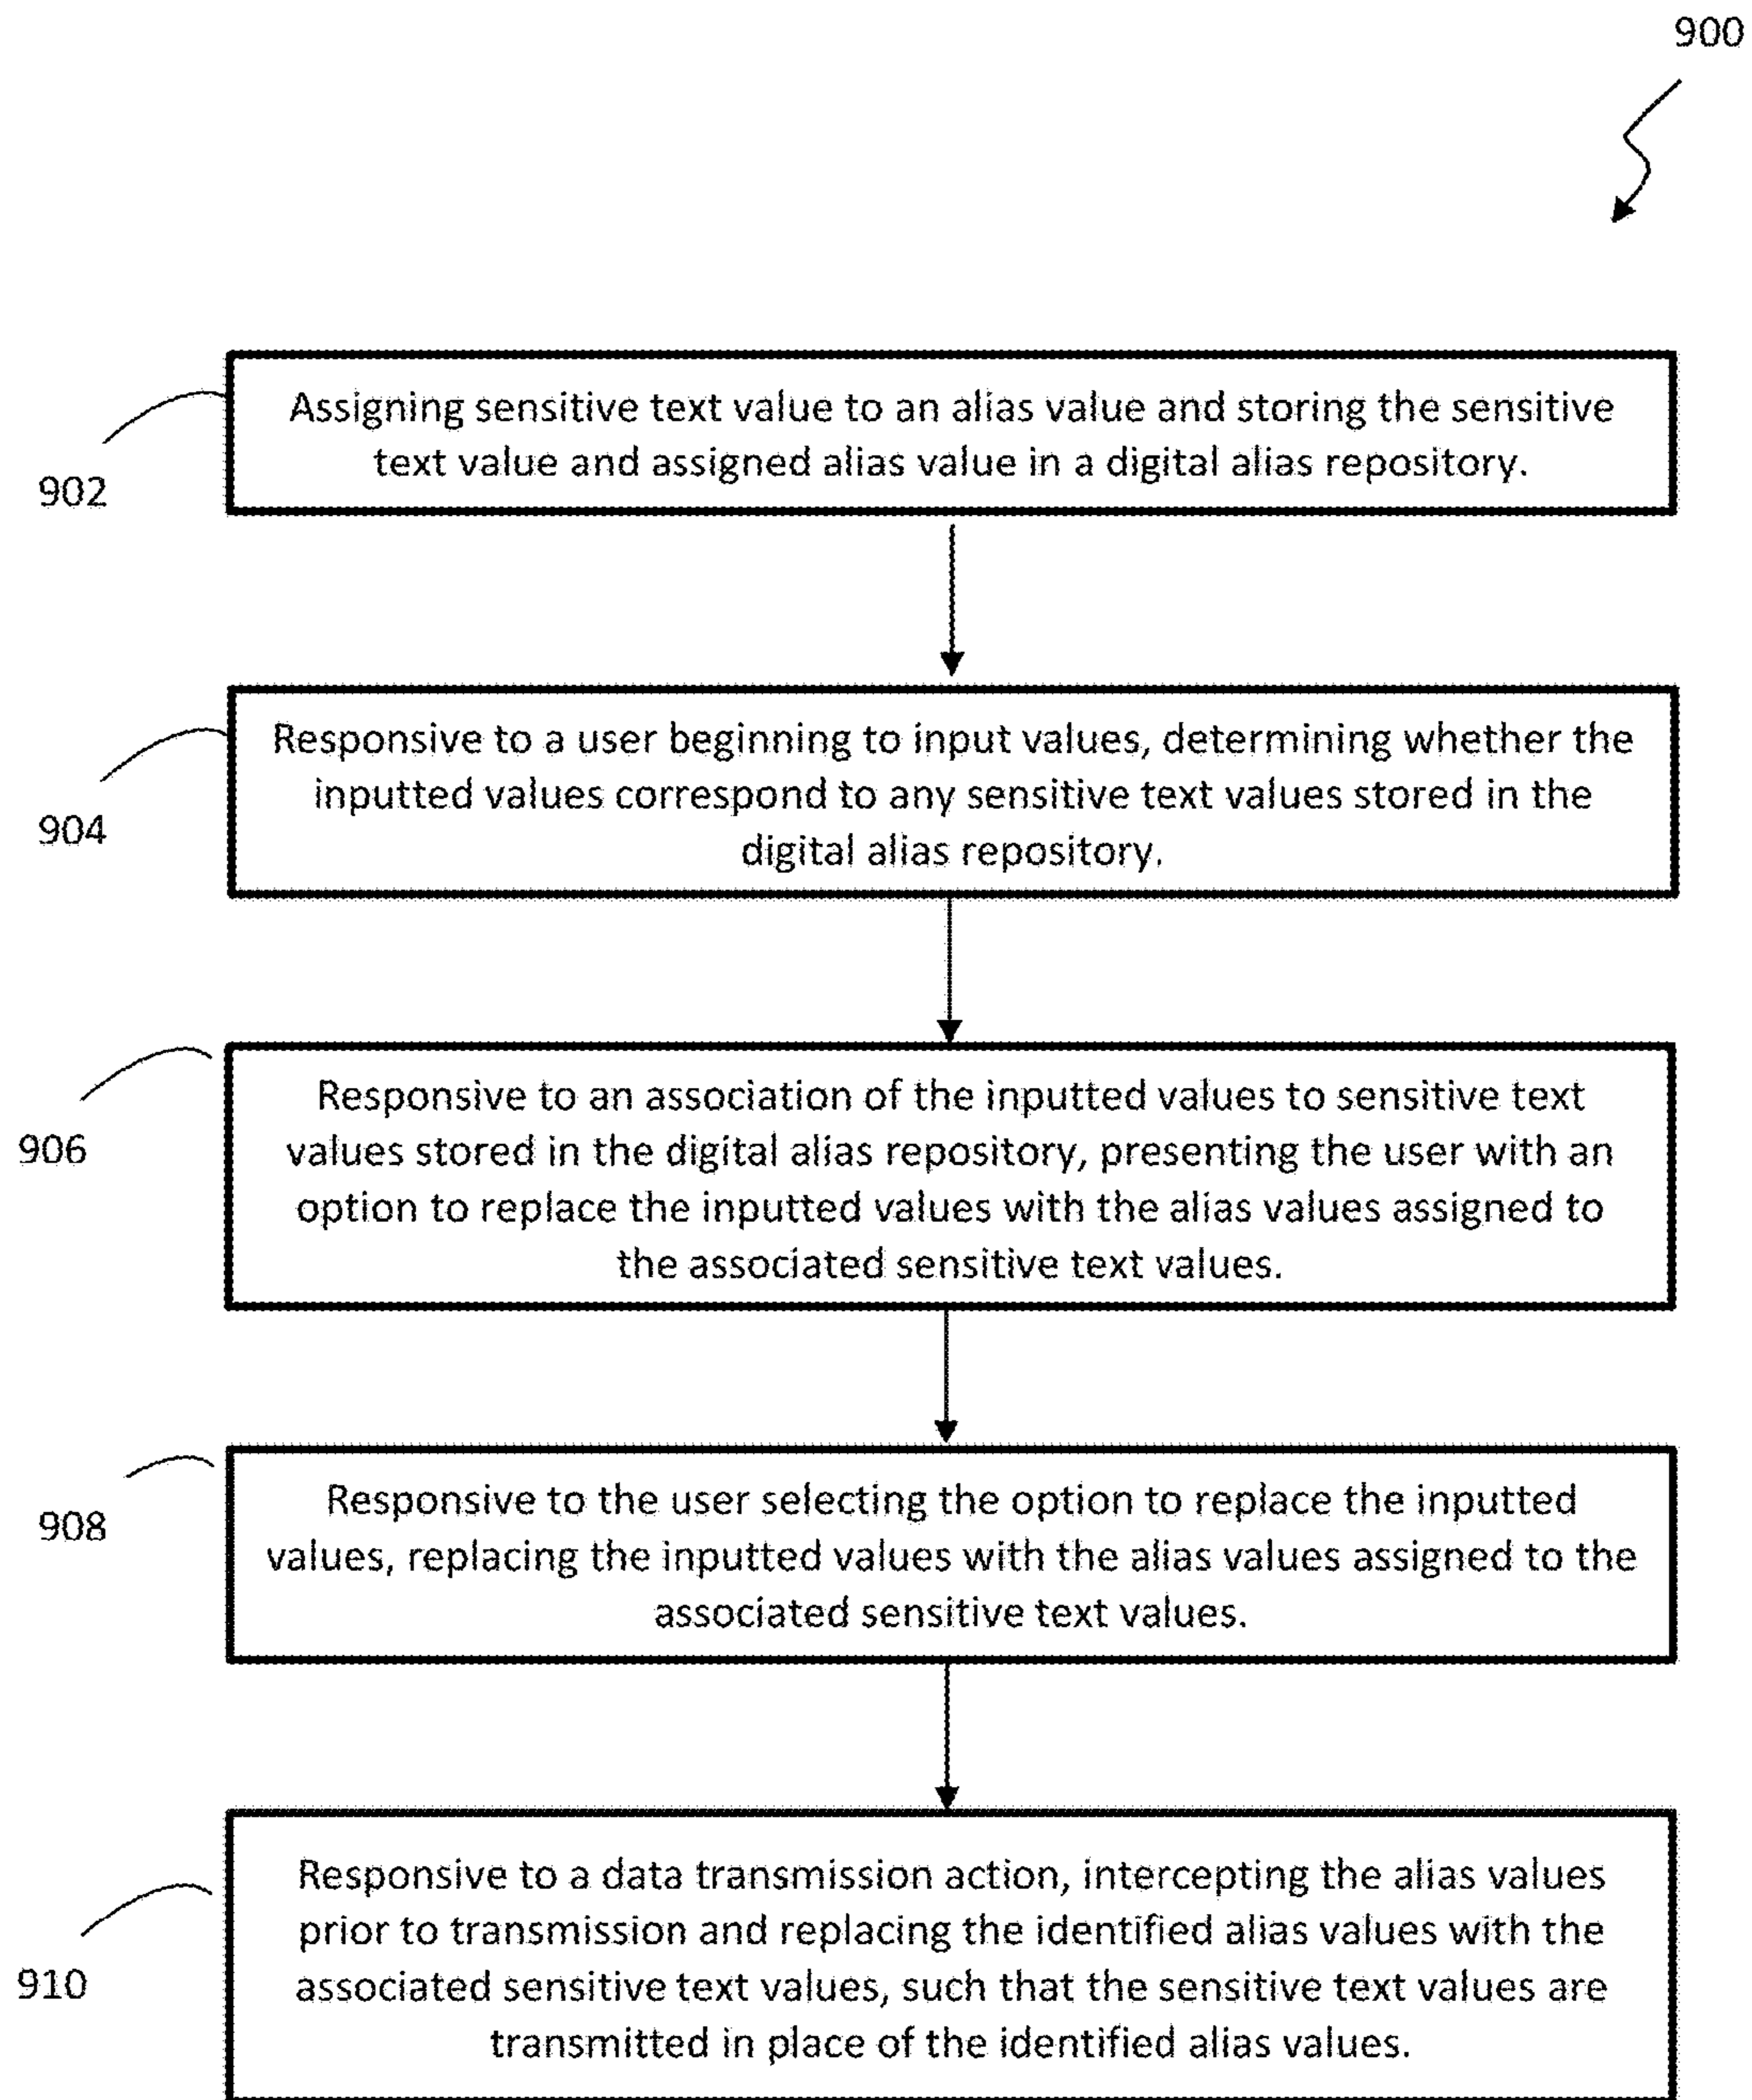 900
902
Assigning sensitive text value to an alias value and storing the sensitive
text value and assigned alias value in a digital alias repository.
904
Responsive to a user beginning to input values, determining whether the
inputted values correspond to any sensitive text values stored in the
digital alias repository.
906
Responsive to an association of the inputted values to sensitive text
values stored in the digital alias repository, presenting the user with an
option to replace the inputted values with the alias values assigned to
the associated sensitive text values.
908
Responsive to the user selecting the option to replace the inputted
values, replacing the inputted values with the alias values assigned to the
associated sensitive text values.
910
Responsive to a data transmission action, intercepting the alias values
prior to transmission and replacing the identified alias values with the
associated sensitive text values, such that the sensitive text values are
transmitted in place of the identified alias values.